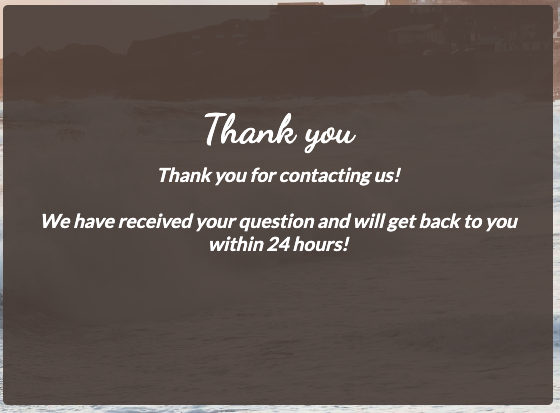 Thank you
Thank you for contacting us!
We have received your question and will get back to you
within 24 hours!